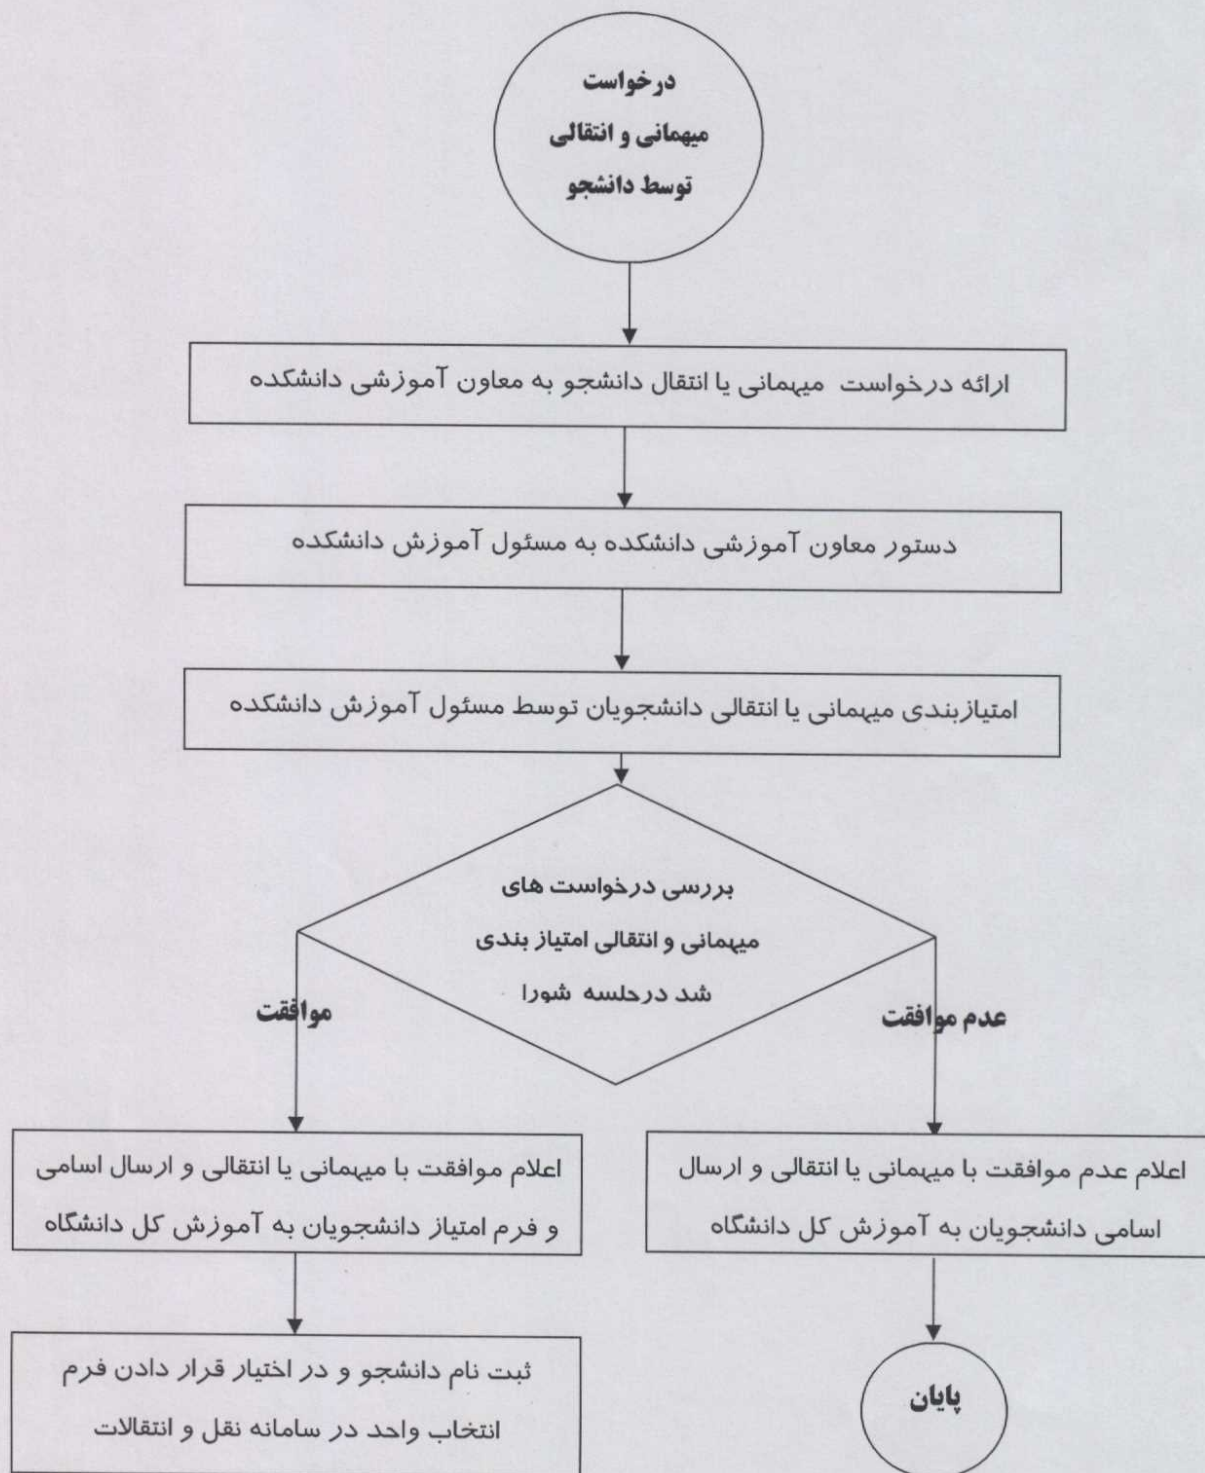 درخواست
میهمانی و انتقالی
توسط دانشجو
ارائه درخواست میهمانی یا انتقال دانشجو به معاون آموزشی دانشکده
دستور معاون آموزشی دانشکده به مسئول آموزش دانشکده
امتیازبندی میهمانی یا انتقالی دانشجویان توسط مسئول آموزش دانشکده
بررسی درخواست های
میهمانی و انتقالی امتیاز بندی
شد درجلسه شورا
عدم موافقت
موافقت
اعلام عدم موافقت با میهمانی یا انتقالی و ارسال
اسامی دانشجویان به آموزش کل دانشگاه
پایان
اعلام موافقت با میهمانی یا انتقالی و ارسال اسامی
و فرم امتیاز دانشجویان به آموزش کل دانشگاه
ثبت نام دانشجو و در اختیار قرار دادن فرم
انتخاب واحد در سامانه نقل و انتقالات